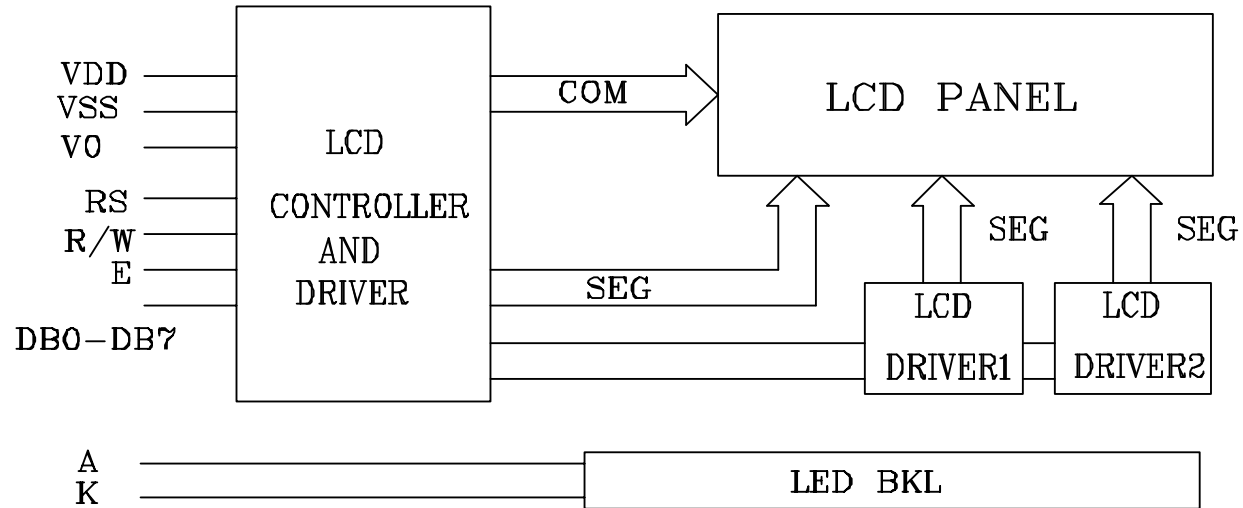 VDD
VSS
V0
RS
R/W
E
DB0-DB7
LCD
CONTROLLER
AND
DRIVER
COM
SEG
LCD PANEL
SEG
SEG
LCD
DRIVER1
LCD
DRIVER2
A
K
LED BKL